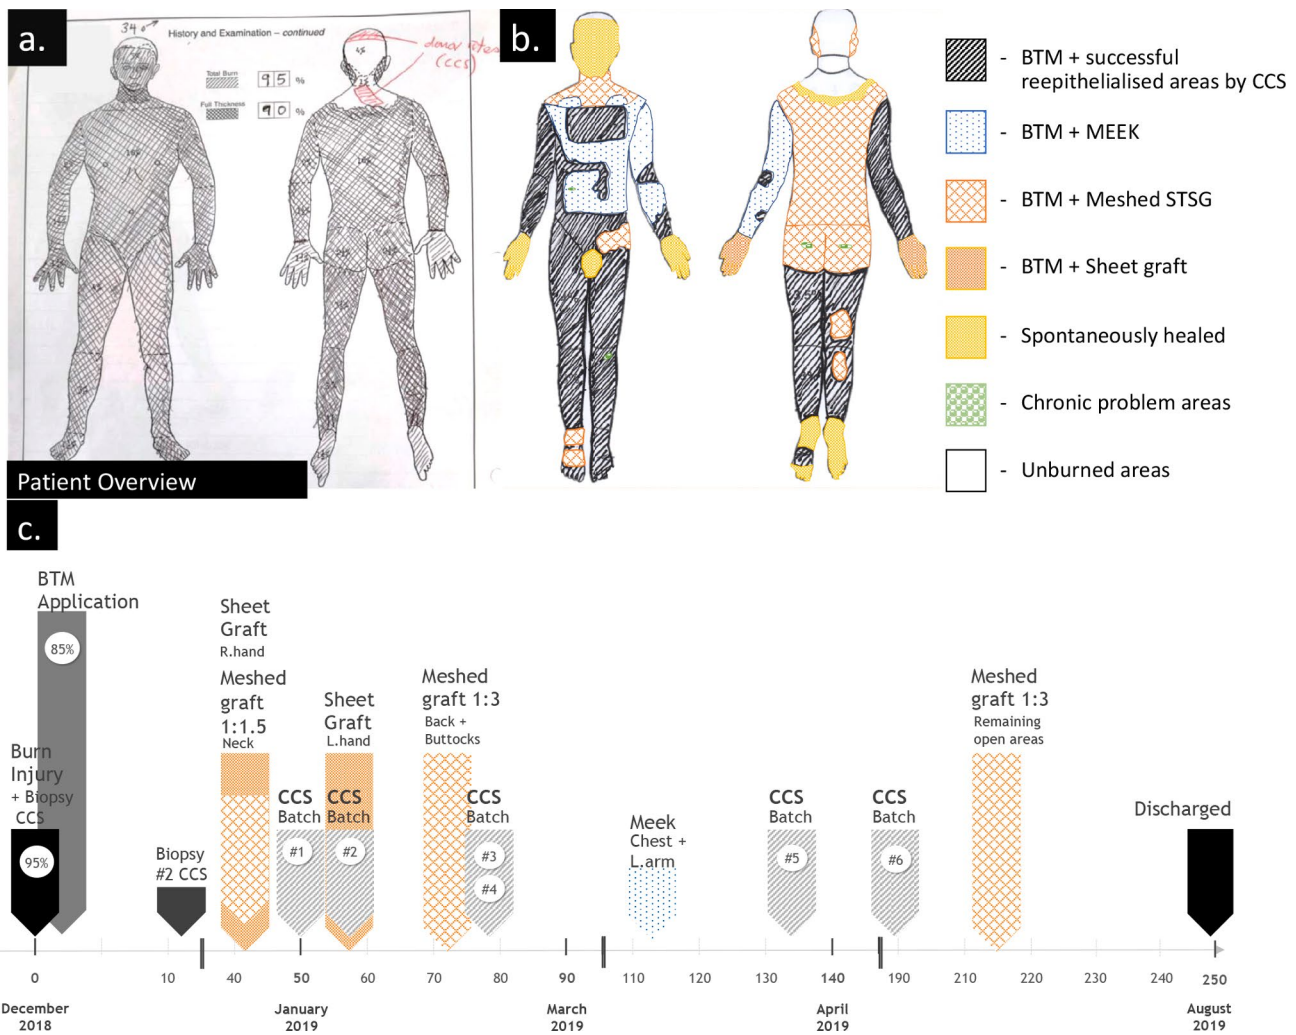 a.
34
History and Examination – continued
Total Burn
95 %
Full Thickness
90 %
donor sites
(CCS)
Patient Overview
b.
- BTM + successful
reepithelialised areas by CCS
- BTM + MEEK
- BTM + Meshed STSG
- BTM + Sheet graft
- Spontaneously healed
- Chronic problem areas
- Unburned areas
c.
BTM
Application
85%
Burn
Injury
+ Biopsy
CCS
95%
Biopsy
#2 CCS
Sheet
Graft
R.hand
Meshed
graft
1:1.5
Neck
CCS
Batch
#1
Sheet
Graft
L.hand
CCS
Batch
#2
Meshed
graft 1:3
Back +
Buttocks
CCS
Batch
#3
#4
Meek
Chest +
L.arm
CCS
Batch
#5
CCS
Batch
#6
Meshed
graft 1:3
Remaining
open areas
Discharged
0 10 40 50 60 70 80 90 110 120 130 140 190 210 220 230 240 250
December
2018
January
2019
March
2019
April
2019
August
2019